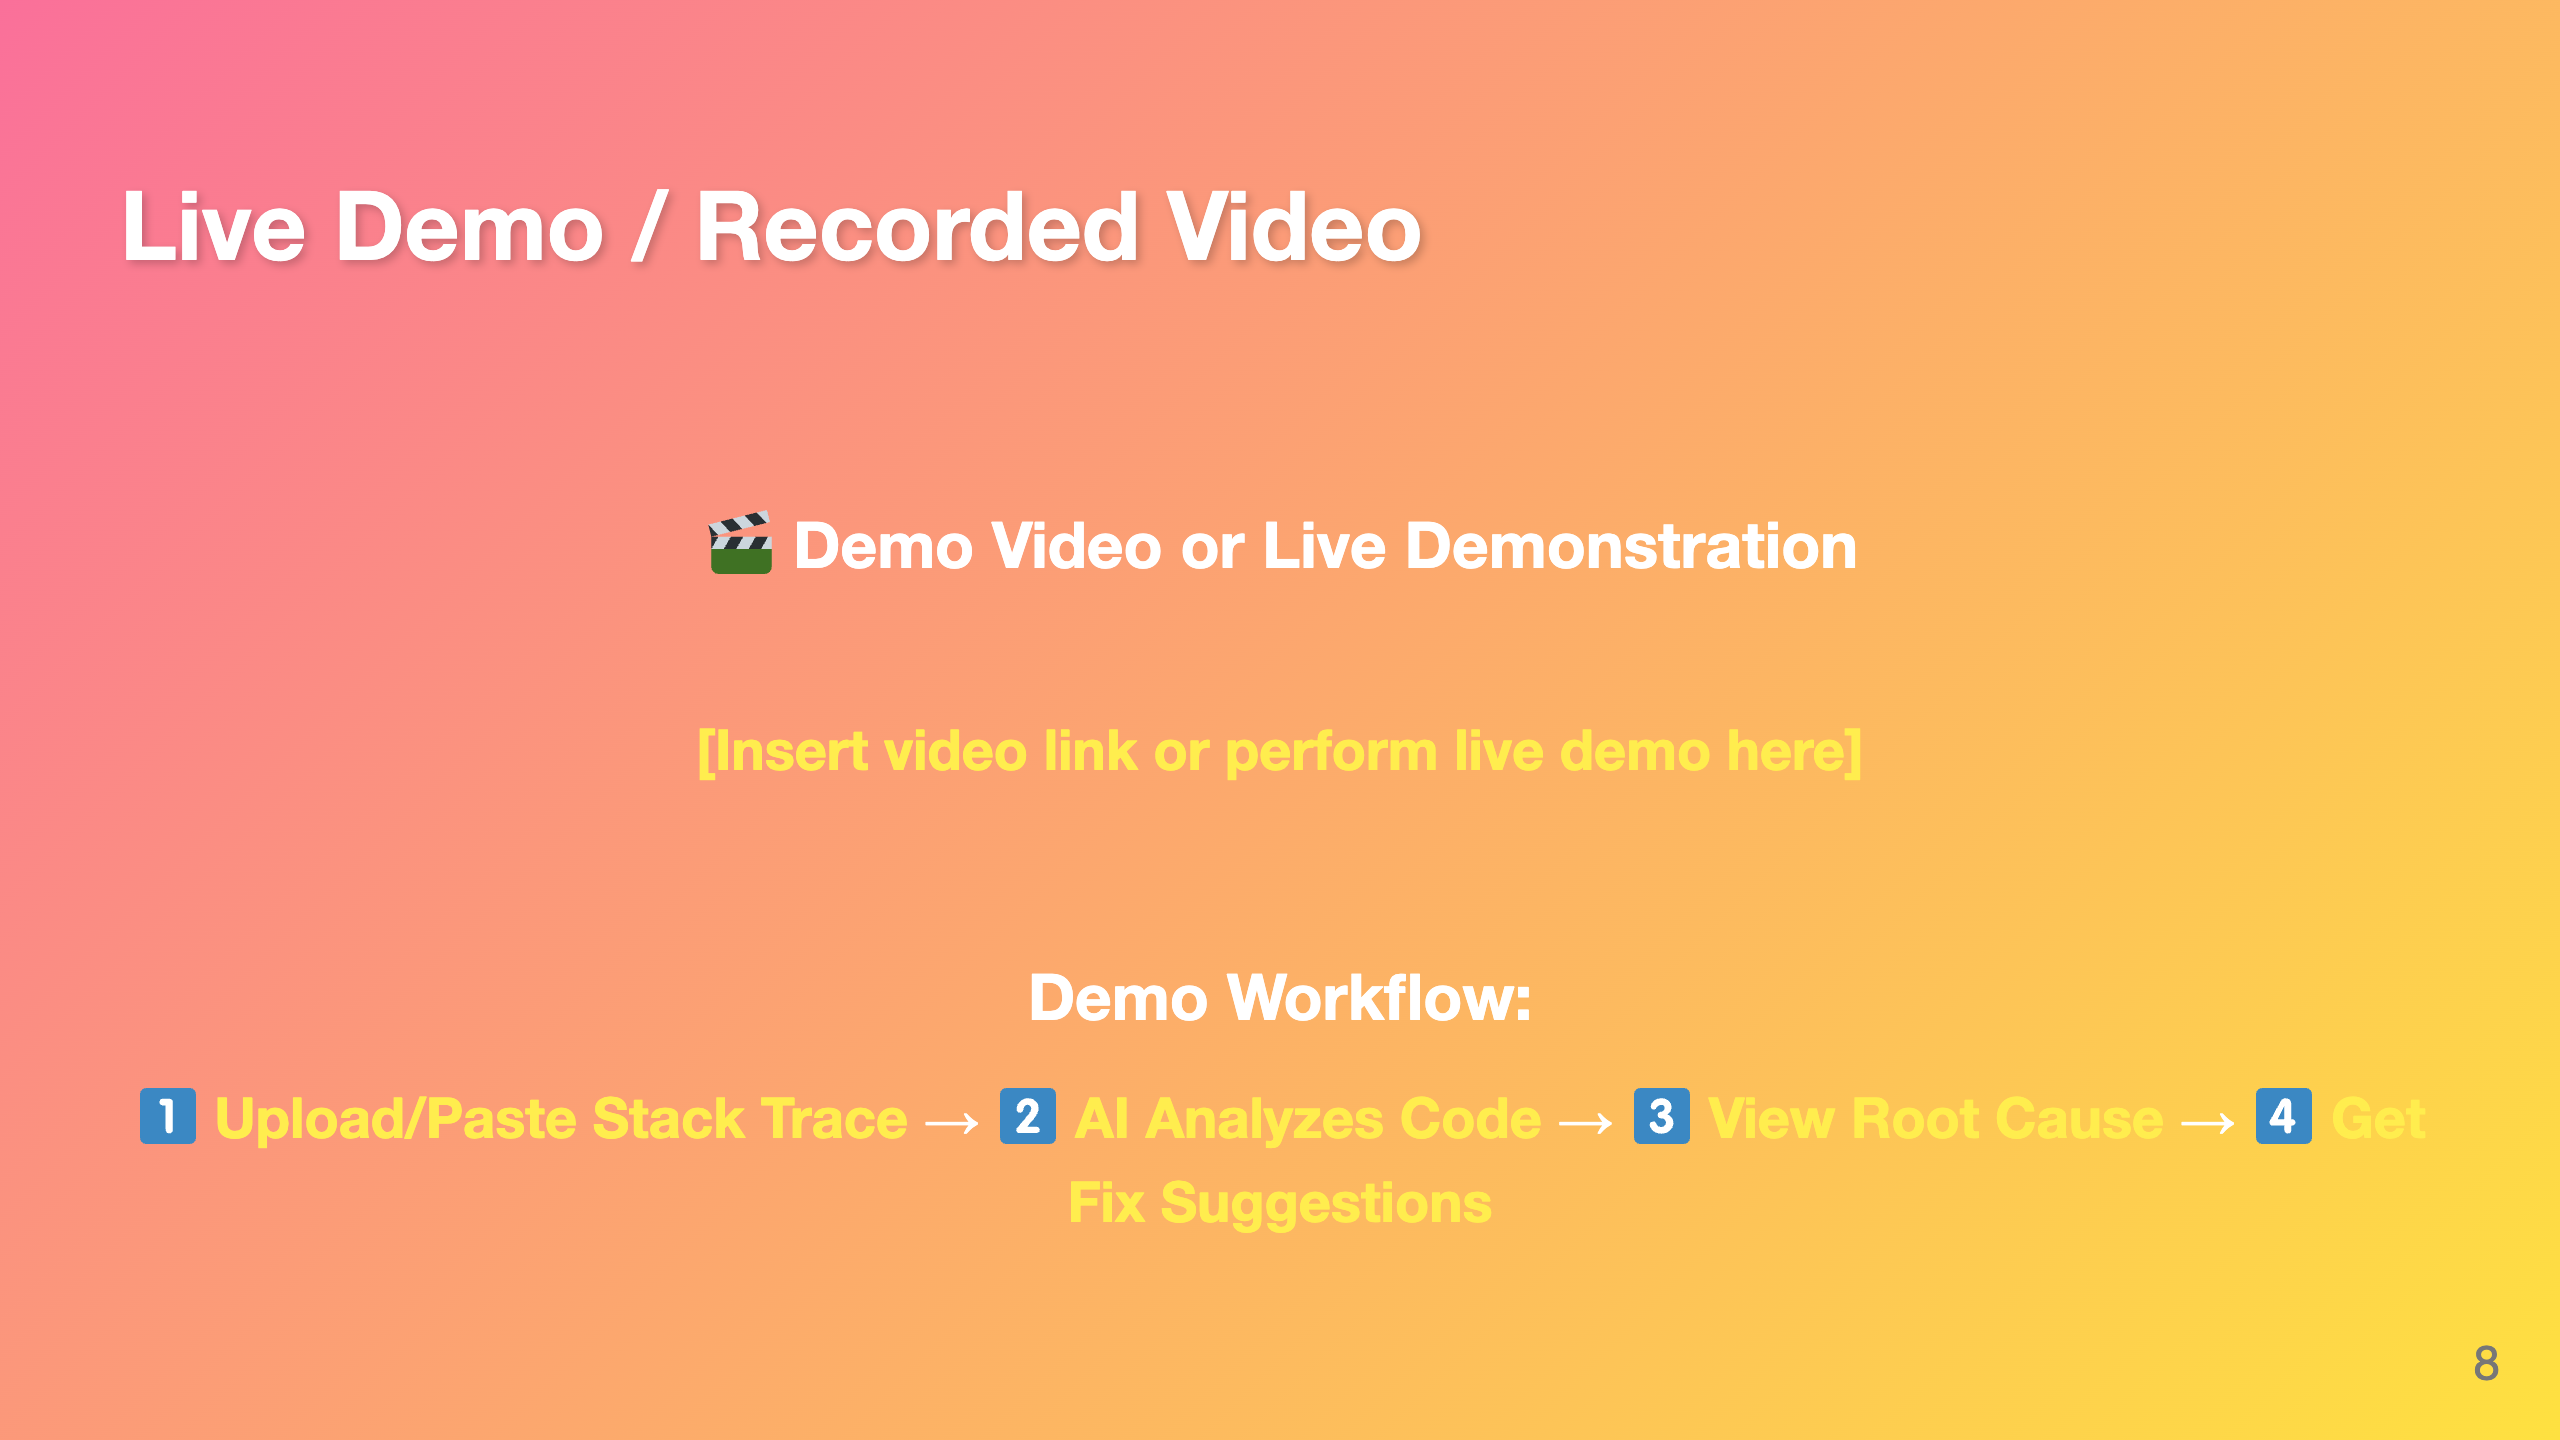 Live Demo / Recorded Video
🎬 Demo Video or Live Demonstration
[Insert video link or perform live demo here]
Demo Workflow:
1️⃣ Upload/Paste Stack Trace → 2️⃣ AI Analyzes Code → 3️⃣ View Root Cause → 4️⃣ Get
Fix Suggestions
8